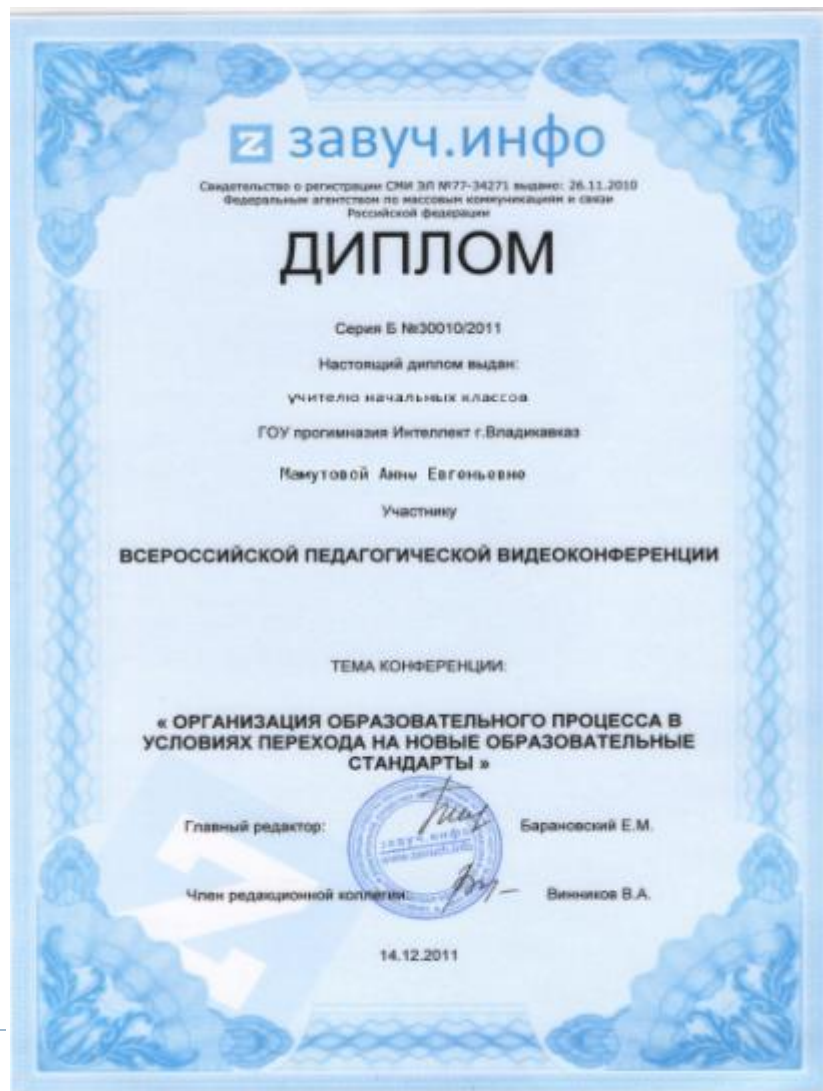 z завуч.инфо
Свидетельство о регистрации СМИ ЭЛ №77-34271 выдано: 26.11.2010
Федеральным агентством по массовым коммуникациям и связи
Российской федерации
ДИПЛОМ
Серия Б №30010/2011
Настоящий диплом выдан:
учителю начальных классов
ГОУ прогимназия Интеллект г.Владикавказ
Мамутовой Анны Евгеньевне
Участнику
ВСЕРОССИЙСКОЙ ПЕДАГОГИЧЕСКОЙ ВИДЕОКОНФЕРЕНЦИИ
ТЕМА КОНФЕРЕНЦИИ:
« ОРГАНИЗАЦИЯ ОБРАЗОВАТЕЛЬНОГО ПРОЦЕССА В
УСЛОВИЯХ ПЕРЕХОДА НА НОВЫЕ ОБРАЗОВАТЕЛЬНЫЕ
СТАНДАРТЫ »
Главный редактор: Барановский Е.М.
завуч.инфо
Член редакционной коллегии: Винников В.А.
14.12.2011